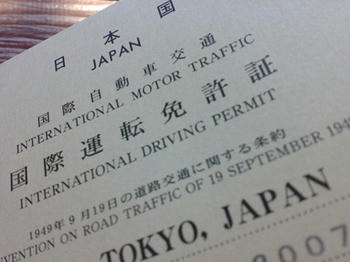 日本国
JAPAN
国際自動車交通
INTERNATIONAL MOTOR TRAFFIC
国際運転免許証
INTERNATIONAL DRIVING PERMIT
1949年9月19日の道路交通に関する条約
VENTION ON ROAD TRAFFIC OF 19 SEPTEMBER 194
TOKYO, JAPAN
2007